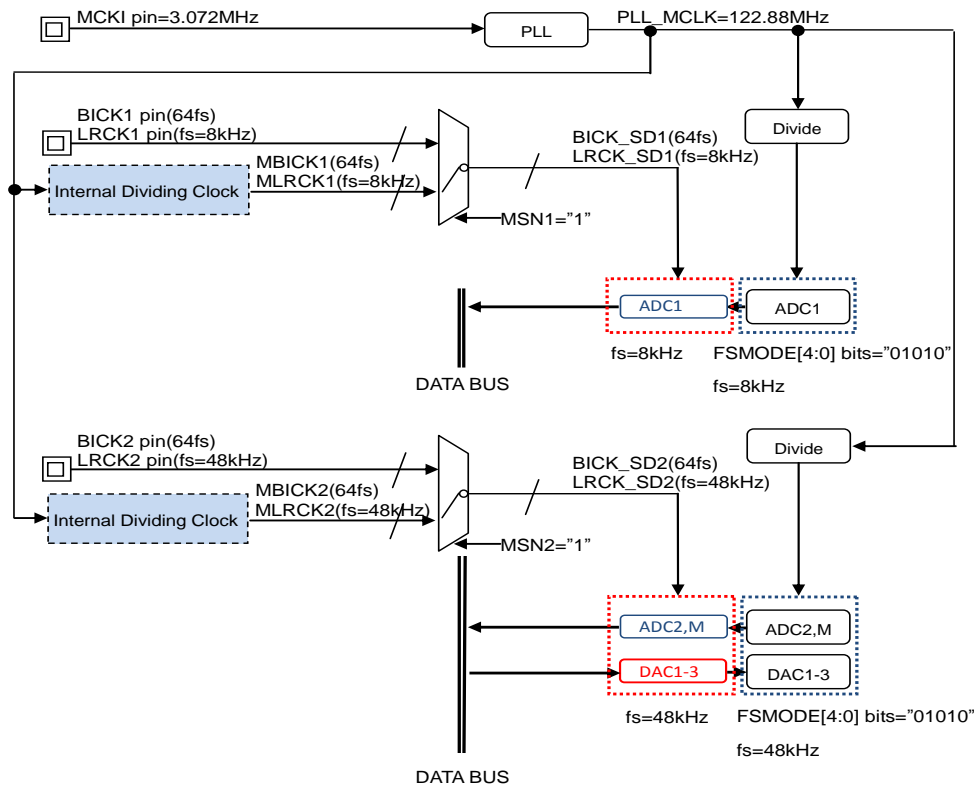 MCKI pin=3.072MHz
PLL
PLL_MCLK=122.88MHz
BICK1 pin(64fs)
LRCK1 pin(fs=8kHz)
Divide
MBICK1(64fs)
MLRCK1(fs=8kHz)
BICK_SD1(64fs)
LRCK_SD1(fs=8kHz)
Internal Dividing Clock
MSN1=”1”
ADC1
ADC1
fs=8kHz
FSMODE[4:0] bits=”01010”
fs=8kHz
DATA BUS
BICK2 pin(64fs)
LRCK2 pin(fs=48kHz)
Divide
MBICK2(64fs)
MLRCK2(fs=48kHz)
BICK_SD2(64fs)
LRCK_SD2(fs=48kHz)
Internal Dividing Clock
MSN2=”1”
ADC2,M
ADC2,M
DAC1-3
DAC1-3
fs=48kHz
FSMODE[4:0] bits=”01010”
fs=48kHz
DATA BUS